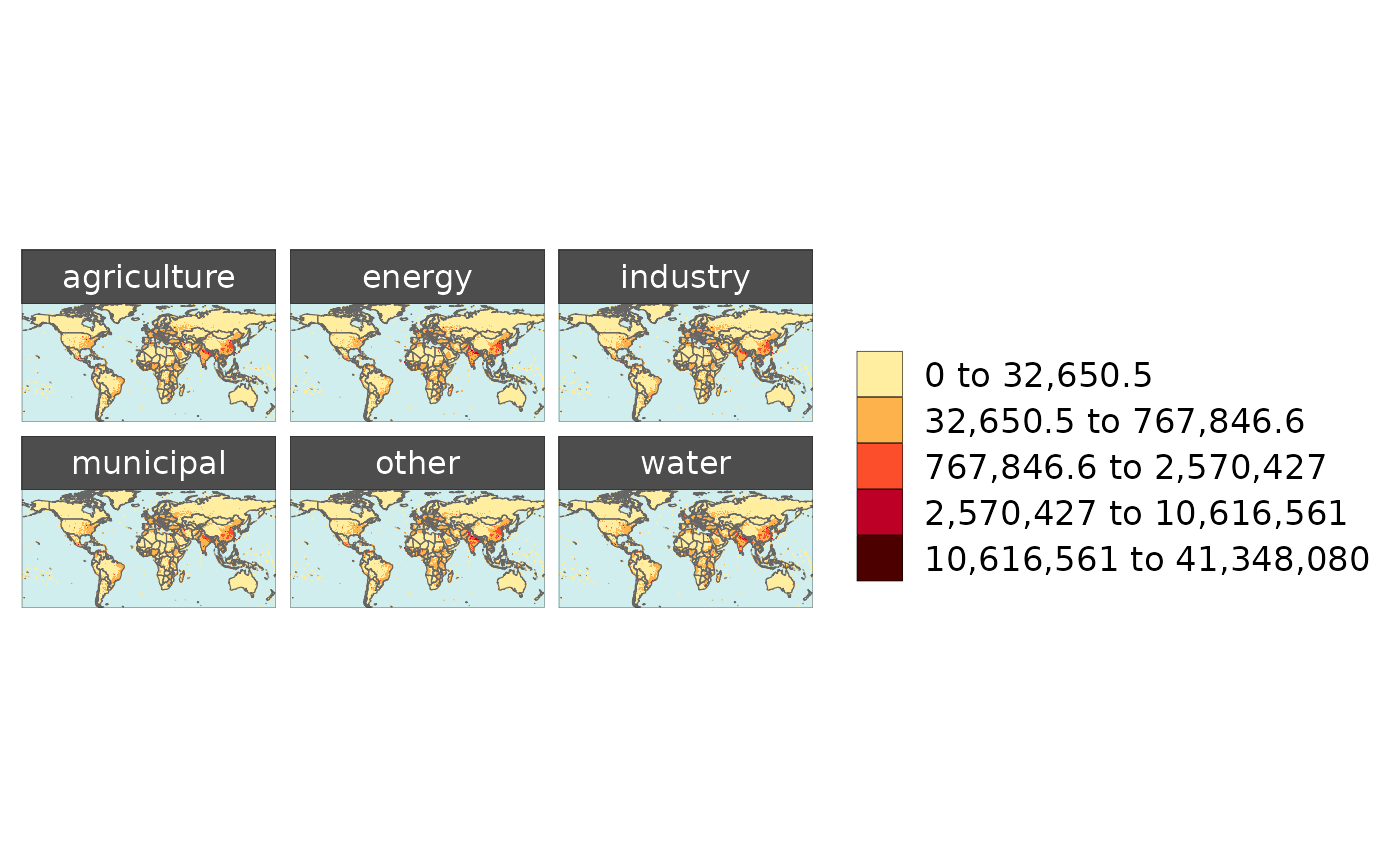 agriculture
energy
industry
municipal
other
water
0 to 32,650.5
32,650.5 to 767,846.6
767,846.6 to 2,570,427
2,570,427 to 10,616,561
10,616,561 to 41,348,080